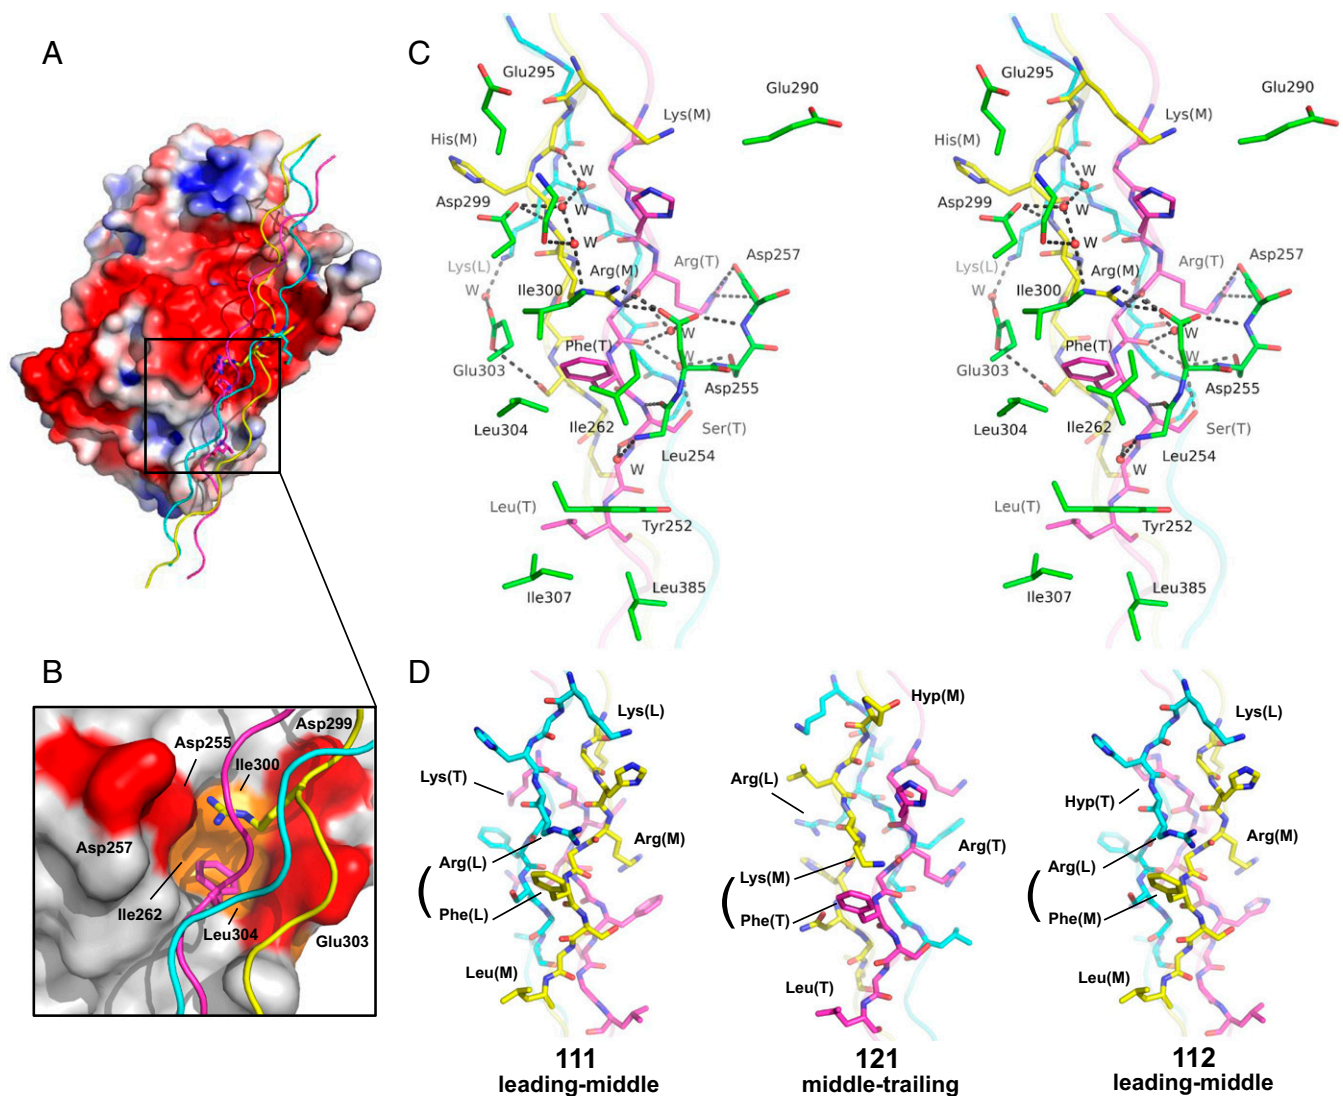 A
C
Glu295
Glu290
Lys(M)
His(M)
W
Asp299
W
W
Asp257
Lys(L)
Arg(T)
Arg(M)
W
Ile300
W
Phe(T)
W
Glu303
Asp255
Leu304
Ile262
Ser(T)
Leu254
W
Leu(T)
Tyr252
Ile307
Leu385
Glu295
Glu290
Lys(M)
His(M)
W
Asp299
W
W
Asp257
Lys(L)
Arg(T)
Arg(M)
W
Ile300
W
Phe(T)
W
Glu303
Asp255
Leu304
Ile262
Ser(T)
Leu254
W
Leu(T)
Tyr252
Ile307
Leu385
B
Asp299
Asp255
Ile300
Asp257
Ile262
Leu304
Glu303
D
Lys(L)
Lys(T)
Arg(M)
Arg(L)
( Phe(L)
Leu(M)
111
leading-middle
Hyp(M)
Arg(L)
Arg(T)
Lys(M)
( Phe(T)
Leu(T)
121
middle-trailing
Lys(L)
Hyp(T)
Arg(M)
Arg(L)
( Phe(M)
Leu(M)
112
leading-middle